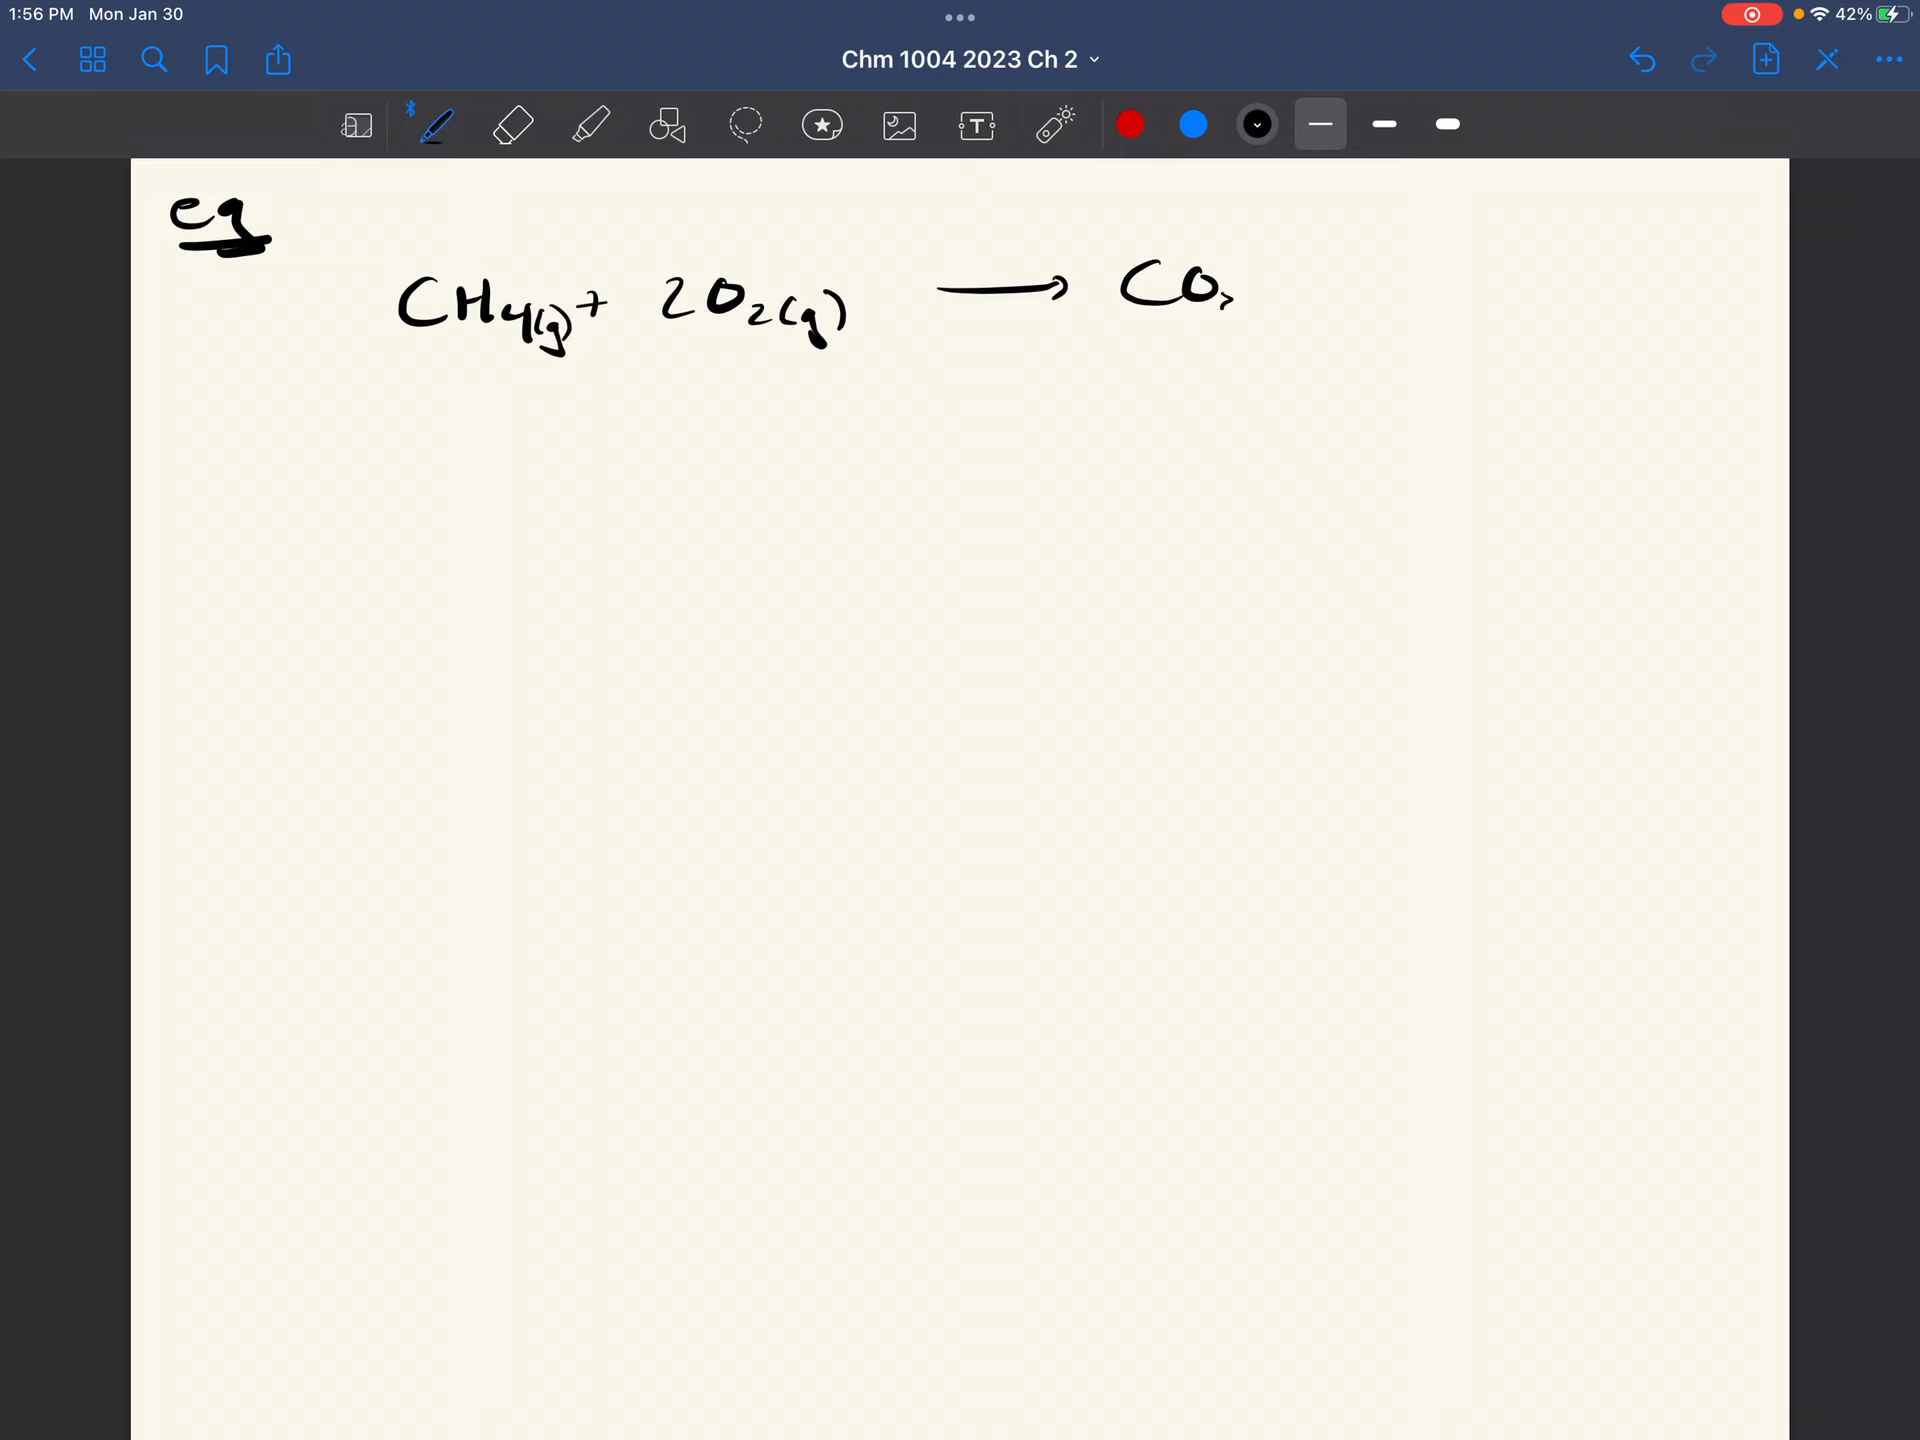 1:56 PM Mon Jan 30
42%
Chm 1004 2023 Ch 2
T
eg
CH₄(g) + 2O₂(g) ⟶ CO₂